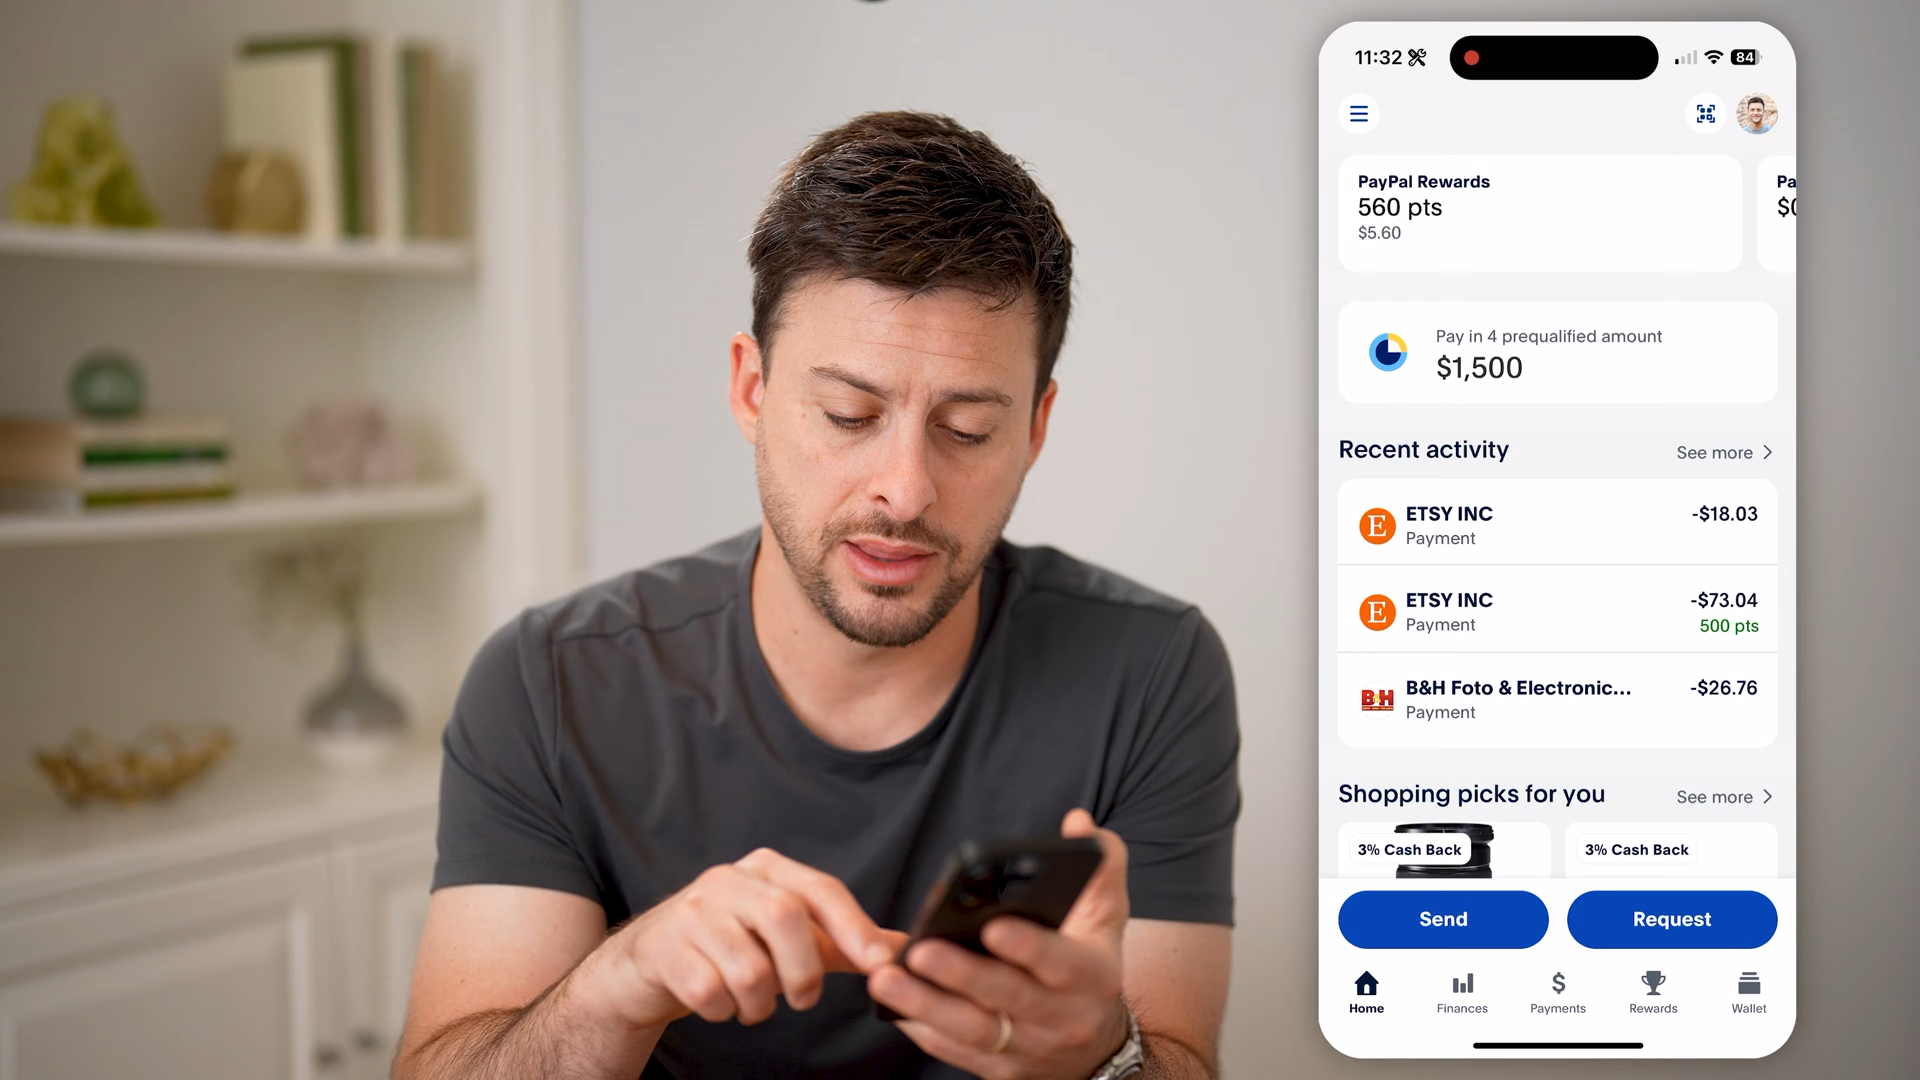 11:32
84
PayPal Rewards
560 pts
$5.60
Pa
$0
Pay in 4 prequalified amount
$1,500
Recent activity
See more
E
ETSY INC
-$18.03
Payment
E
ETSY INC
-$73.04
Payment
500 pts
B&H
B&H Foto & Electronic...
-$26.76
Payment
Shopping picks for you
See more
3% Cash Back
3% Cash Back
Send
Request
Home
Finances
Payments
Rewards
Wallet